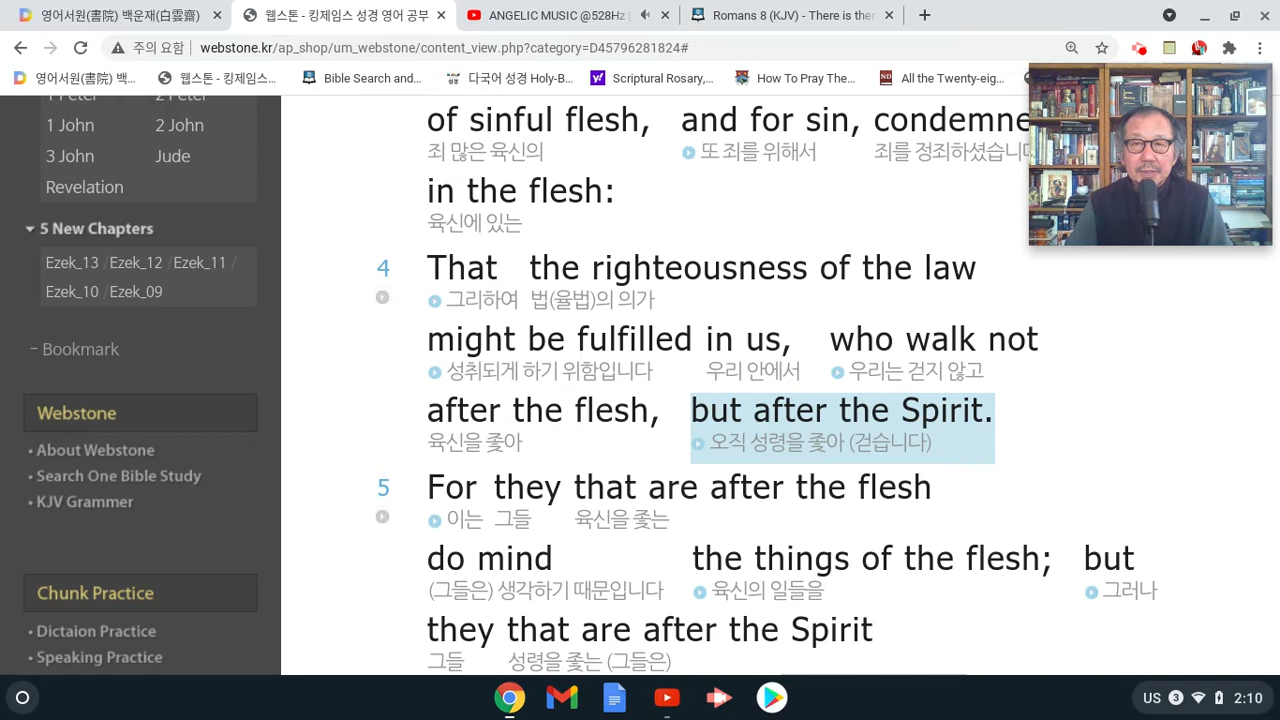 영어서원(書院) 백운재(白雲齋)
웹스톤 - 킹제임스 성경 영어 공부
ANGELIC MUSIC @528Hz
Romans 8 (KJV) - There is ther
주의 요함
webstone.kr/ap_shop/um_webstone/content_view.php?category=D45796281824#
영어서원(書院) 백...
웹스톤 - 킹제임스...
Bible Search and...
다국어 성경 Holy-B...
Scriptural Rosary,...
How To Pray The...
All the Twenty-eig...
1 Peter 2 Peter
1 John 2 John
3 John Jude
Revelation
5 New Chapters
Ezek_13 / Ezek_12 / Ezek_11 /
Ezek_10 / Ezek_09
– Bookmark
Webstone
• About Webstone
• Search One Bible Study
• KJV Grammer
Chunk Practice
• Dictaion Practice
• Speaking Practice
of sinful flesh, and for sin, condemne
죄 많은 육신의 또 죄를 위해서 죄를 정죄하셨습니다
in the flesh:
육신에 있는
4 That the righteousness of the law
그리하여 법(율법)의 의가
might be fulfilled in us, who walk not
성취되게 하기 위함입니다 우리 안에서 우리는 걷지 않고
after the flesh, but after the Spirit.
육신을 좇아 오직 성령을 좇아 (걷습니다)
5 For they that are after the flesh
이는 그들 육신을 좇는
do mind the things of the flesh; but
(그들은) 생각하기 때문입니다 육신의 일들을 그러나
they that are after the Spirit
그들 성령을 좇는 (그들은)
US 3 2:10